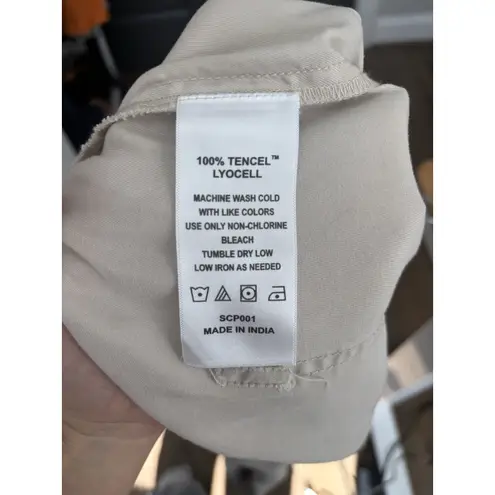 100% TENCEL™
LYOCELL
MACHINE WASH COLD
WITH LIKE COLORS
USE ONLY NON-CHLORINE
BLEACH
TUMBLE DRY LOW
LOW IRON AS NEEDED
SCP001
MADE IN INDIA